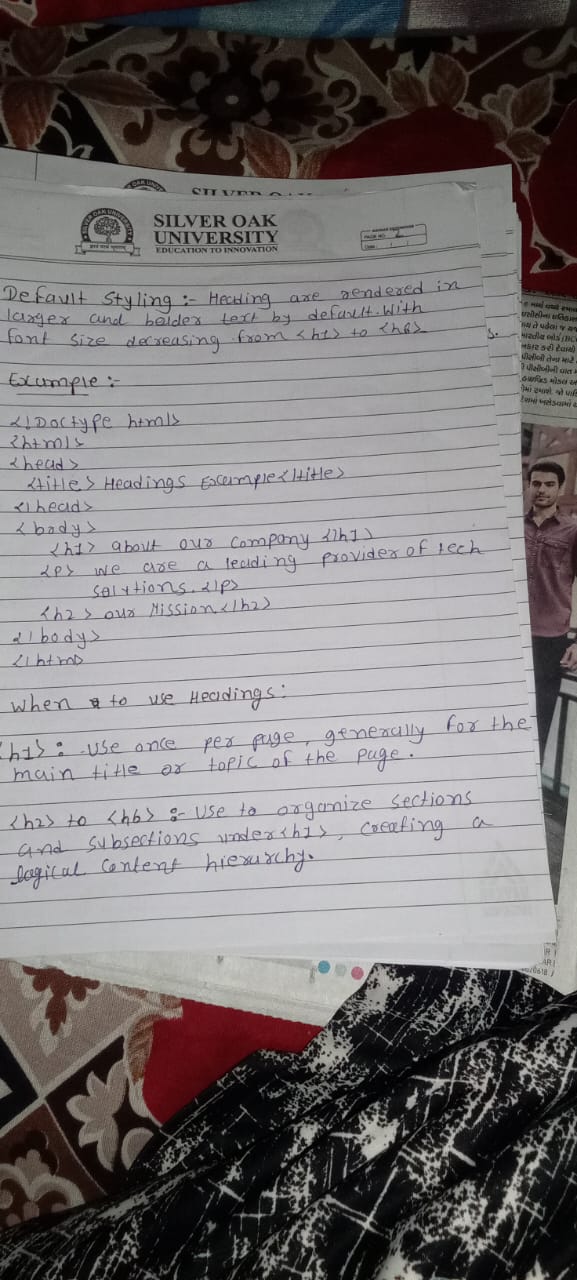 SILVER OAK
SILVER OAK
UNIVERSITY
EDUCATION TO INNOVATION
PAGE NO.
Date:
Default Styling :- Heading are rendered in
larger and bolder text by default. With
font size decreasing from <h1> to <h6>
Example :-
<!Doctype html>
<html>
<head>
<title> Headings Example </title>
</head>
<body>
<h1> about our company </h1>
<p> we are a leading provider of tech
solutions. </p>
<h2> our Mission </h2>
</body>
</html>
when to use Headings:
<h1> : - Use once per page, generally for the
main title or topic of the page.
<h2> to <h6> :- Use to organize sections
and subsections under <h1>, creating a
logical content hierarchy.